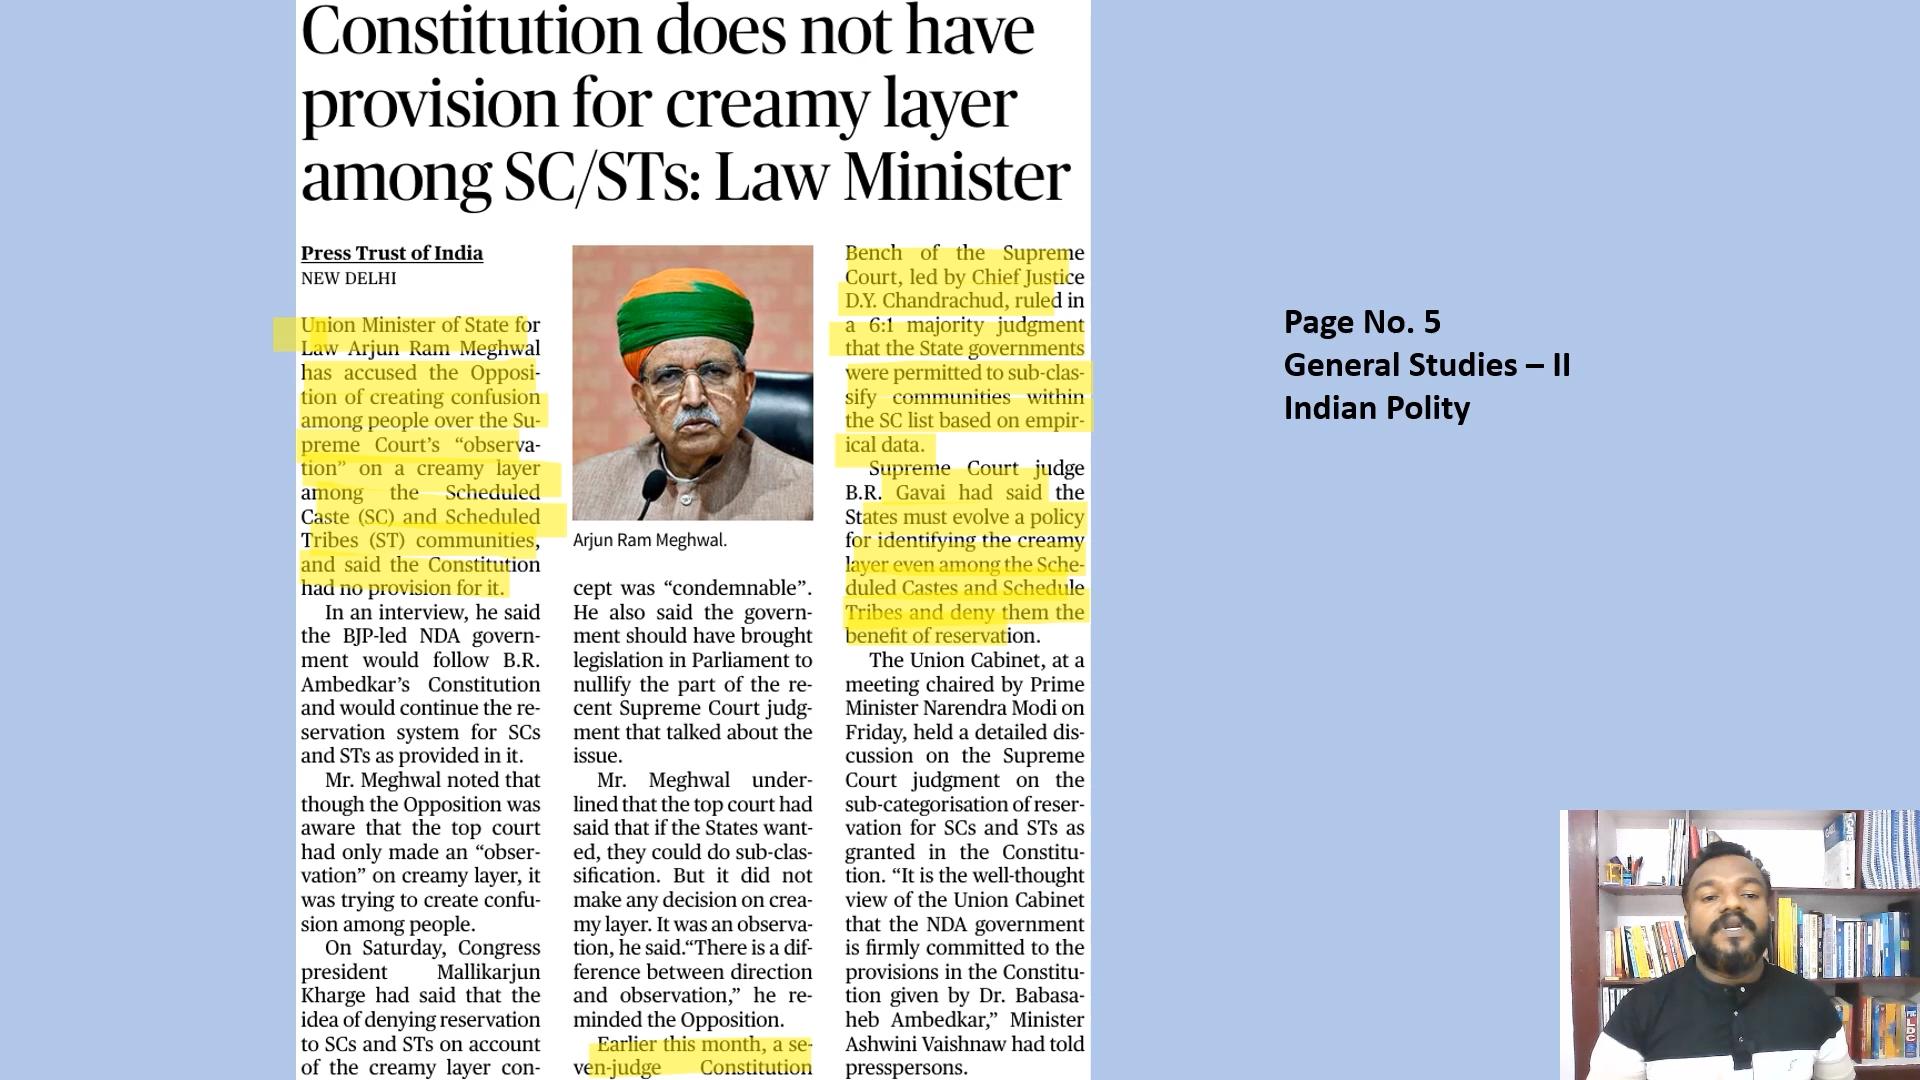 Constitution does not have
provision for creamy layer
among SC/STs: Law Minister
Press Trust of India
NEW DELHI
Union Minister of State for
Law Arjun Ram Meghwal
has accused the Opposi-
tion of creating confusion
among people over the Su-
preme Court's "observa-
tion" on a creamy layer
among the Scheduled
Caste (SC) and Scheduled
Tribes (ST) communities,
and said the Constitution
had no provision for it.
In an interview, he said
the BJP-led NDA govern-
ment would follow B.R.
Ambedkar's Constitution
and would continue the re-
servation system for SCs
and STs as provided in it.
Mr. Meghwal noted that
though the Opposition was
aware that the top court
had only made an "obser-
vation" on creamy layer, it
was trying to create confu-
sion among people.
On Saturday, Congress
president Mallikarjun
Kharge had said that the
idea of denying reservation
to SCs and STs on account
of the creamy layer con-
Arjun Ram Meghwal.
cept was "condemnable".
He also said the govern-
ment should have brought
legislation in Parliament to
nullify the part of the re-
cent Supreme Court judg-
ment that talked about the
issue.
Mr. Meghwal under-
lined that the top court had
said that if the States want-
ed, they could do sub-clas-
sification. But it did not
make any decision on crea-
my layer. It was an observa-
tion, he said."There is a dif-
ference between direction
and observation," he re-
minded the Opposition.
Earlier this month, a se-
ven-judge Constitution
Bench of the Supreme
Court, led by Chief Justice
D.Y. Chandrachud, ruled in
a 6:1 majority judgment
that the State governments
were permitted to sub-clas-
sify communities within
the SC list based on empir-
ical data.
Supreme Court judge
B.R. Gavai had said the
States must evolve a policy
for identifying the creamy
layer even among the Sche-
duled Castes and Schedule
Tribes and deny them the
benefit of reservation.
The Union Cabinet, at a
meeting chaired by Prime
Minister Narendra Modi on
Friday, held a detailed dis-
cussion on the Supreme
Court judgment on the
sub-categorisation of reser-
vation for SCs and STs as
granted in the Constitu-
tion. "It is the well-thought
view of the Union Cabinet
that the NDA government
is firmly committed to the
provisions in the Constitu-
tion given by Dr. Babasa-
heb Ambedkar," Minister
Ashwini Vaishnaw had told
presspersons.
Page No. 5
General Studies – II
Indian Polity